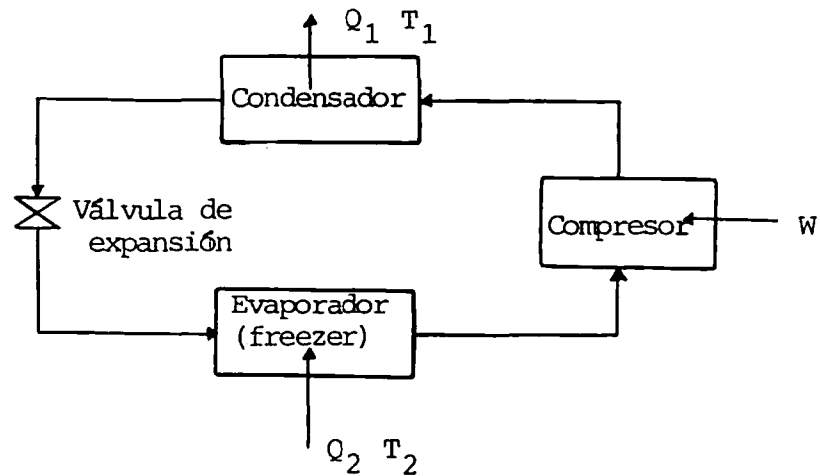 Q₁ T₁
Condensador
Válvula de
expansión
Compresor
W
Evaporador
(freezer)
Q₂ T₂